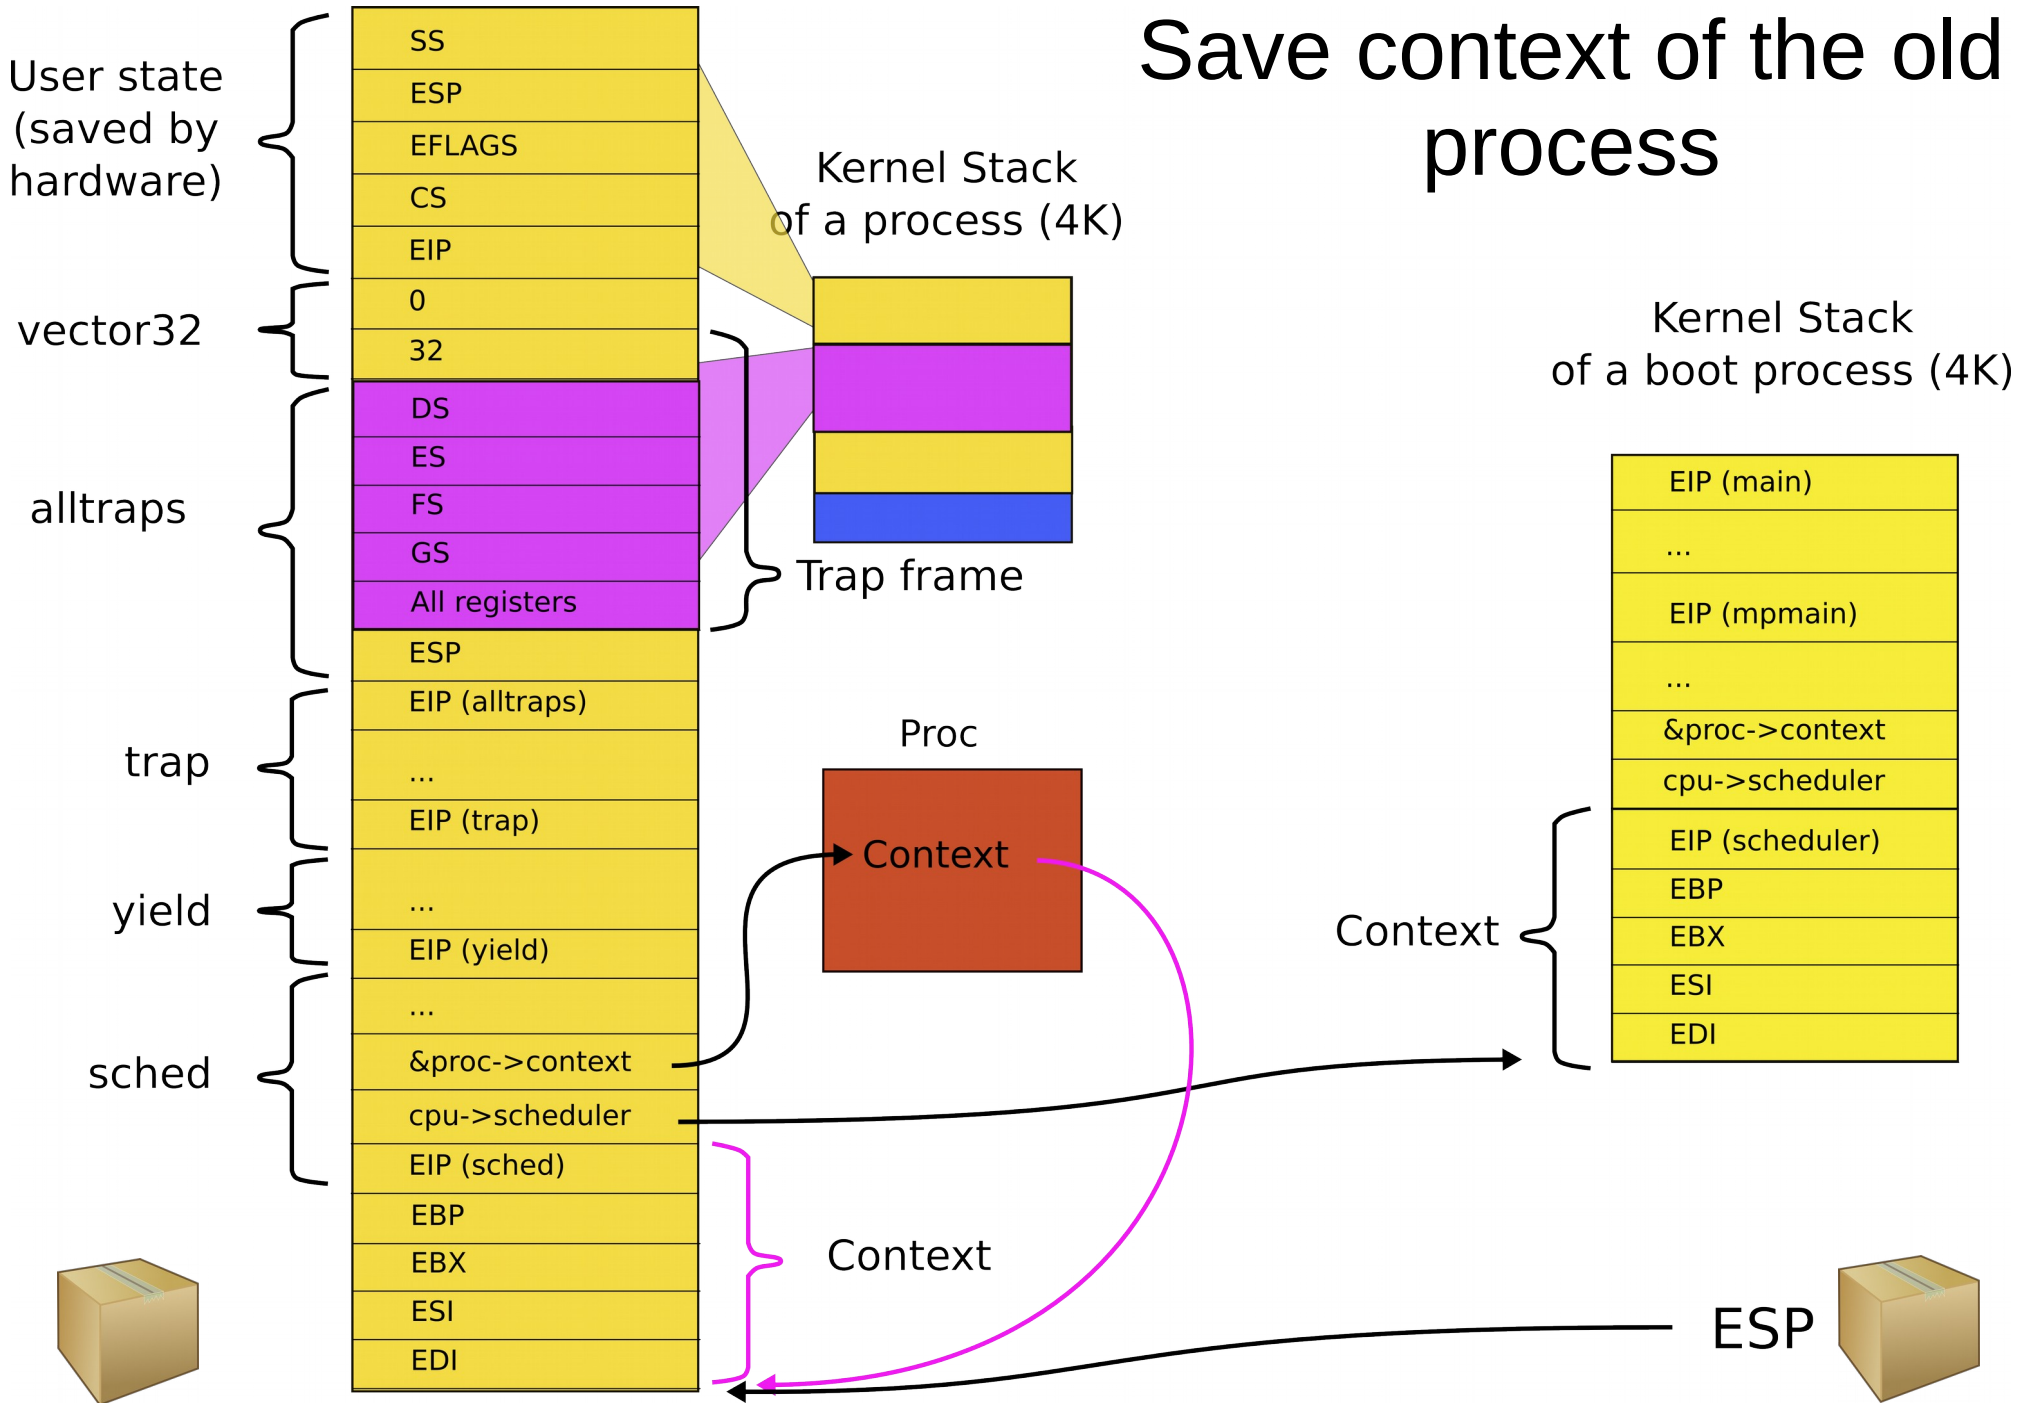 Save context of the old
process
User state
(saved by
hardware)
vector32
alltraps
trap
yield
sched
SS
ESP
EFLAGS
CS
EIP
0
32
DS
ES
FS
GS
All registers
ESP
EIP (alltraps)
...
EIP (trap)
...
EIP (yield)
...
&proc->context
cpu->scheduler
EIP (sched)
EBP
EBX
ESI
EDI
Kernel Stack
of a process (4K)
Trap frame
Proc
Context
Context
Kernel Stack
of a boot process (4K)
EIP (main)
...
EIP (mpmain)
...
&proc->context
cpu->scheduler
EIP (scheduler)
EBP
EBX
ESI
EDI
Context
ESP